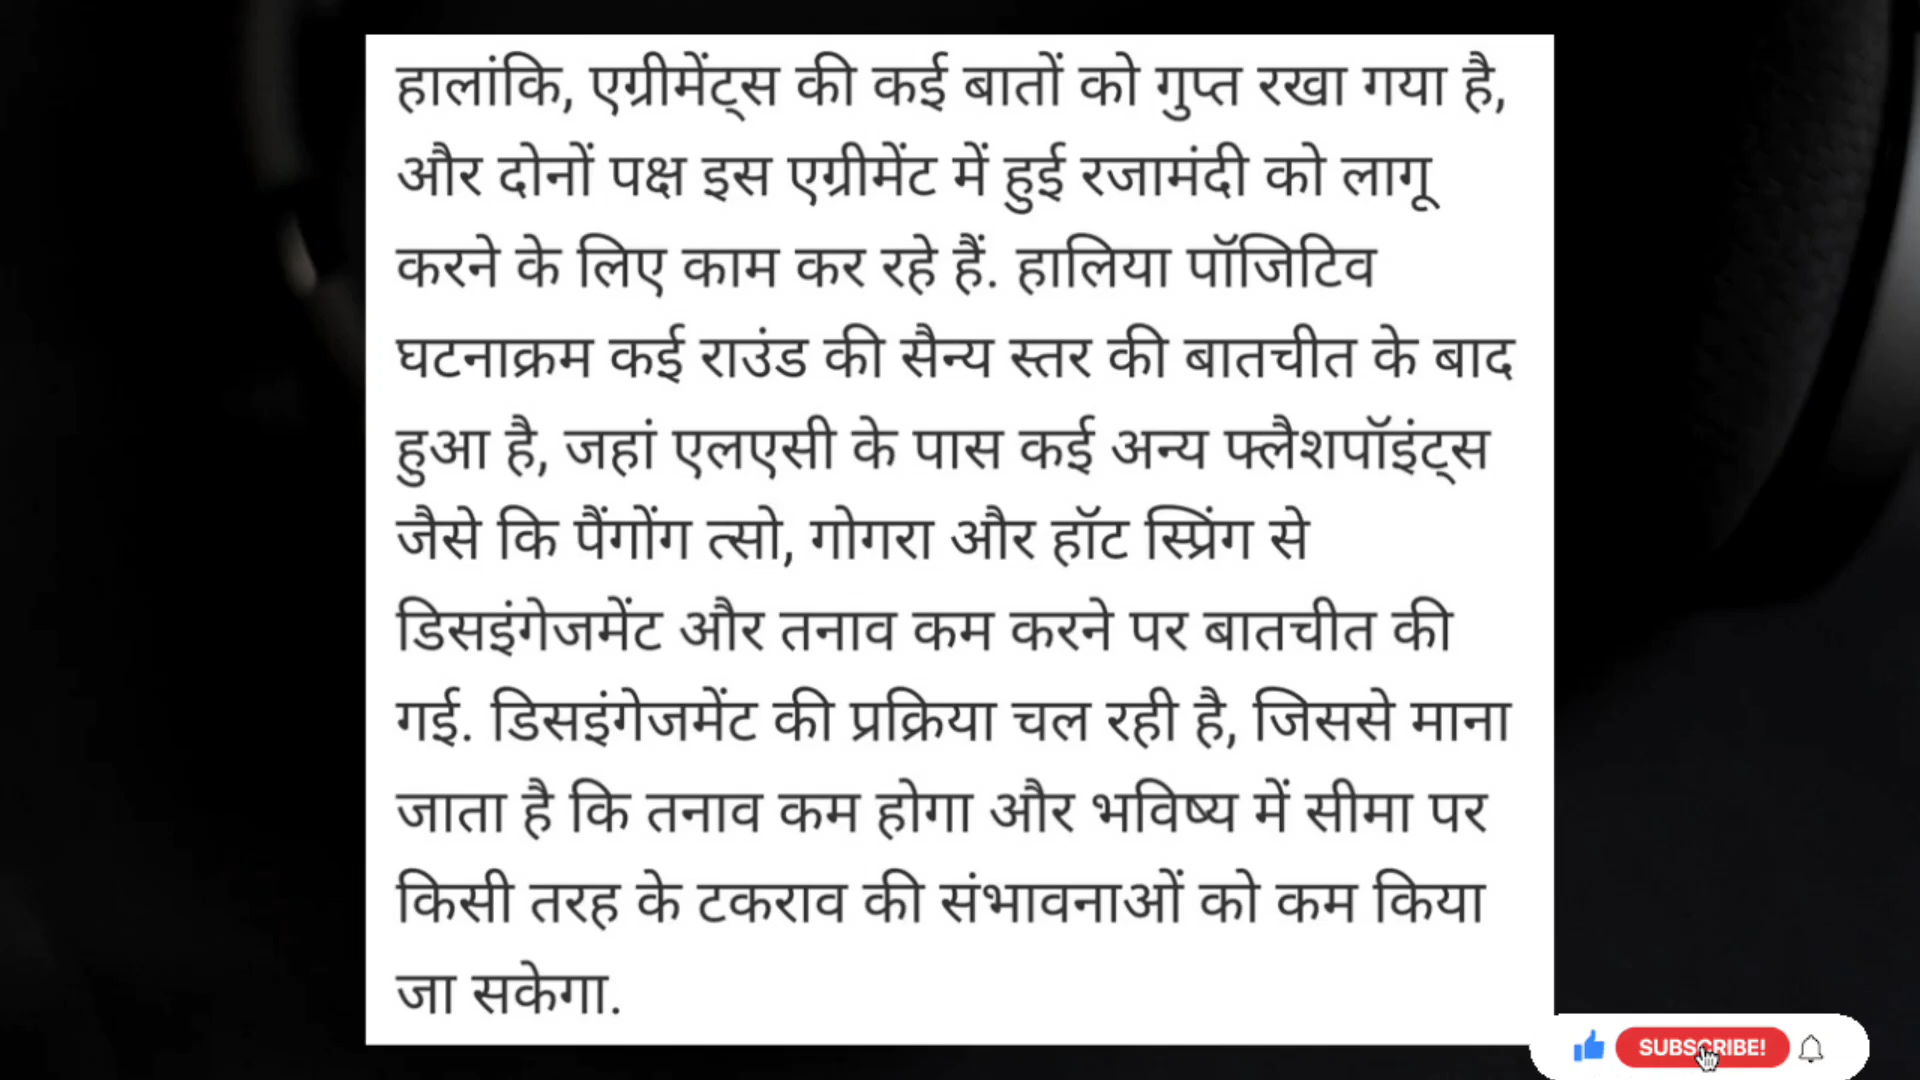 हालांकि, एग्रीमेंट्स की कई बातों को गुप्त रखा गया है,
और दोनों पक्ष इस एग्रीमेंट में हुई रजामंदी को लागू
करने के लिए काम कर रहे हैं. हालिया पॉजिटिव
घटनाक्रम कई राउंड की सैन्य स्तर की बातचीत के बाद
हुआ है, जहां एलएसी के पास कई अन्य फ्लैशपॉइंट्स
जैसे कि पैंगोंग त्सो, गोगरा और हॉट स्प्रिंग से
डिसइंगेजमेंट और तनाव कम करने पर बातचीत की
गई. डिसइंगेजमेंट की प्रक्रिया चल रही है, जिससे माना
जाता है कि तनाव कम होगा और भविष्य में सीमा पर
किसी तरह के टकराव की संभावनाओं को कम किया
जा सकेगा.
SUBSCRIBE!